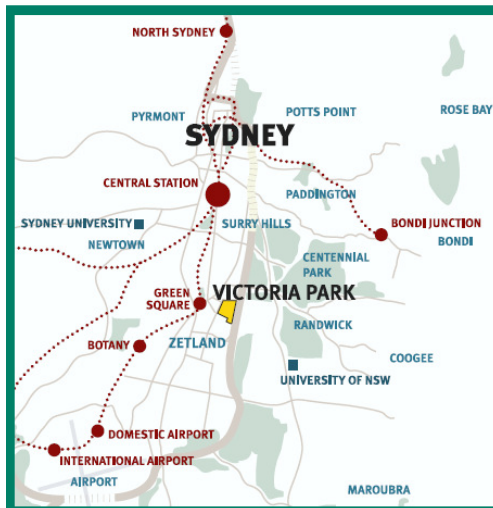 NORTH SYDNEY
PYRMONT
POTTS POINT
ROSE BAY
SYDNEY
CENTRAL STATION
PADDINGTON
SYDNEY UNIVERSITY
SURRY HILLS
BONDI JUNCTION
NEWTOWN
BONDI
CENTENNIAL
PARK
GREEN
SQUARE
VICTORIA PARK
RANDWICK
BOTANY
ZETLAND
COOGEE
UNIVERSITY OF NSW
DOMESTIC AIRPORT
INTERNATIONAL AIRPORT
AIRPORT
MAROUBRA